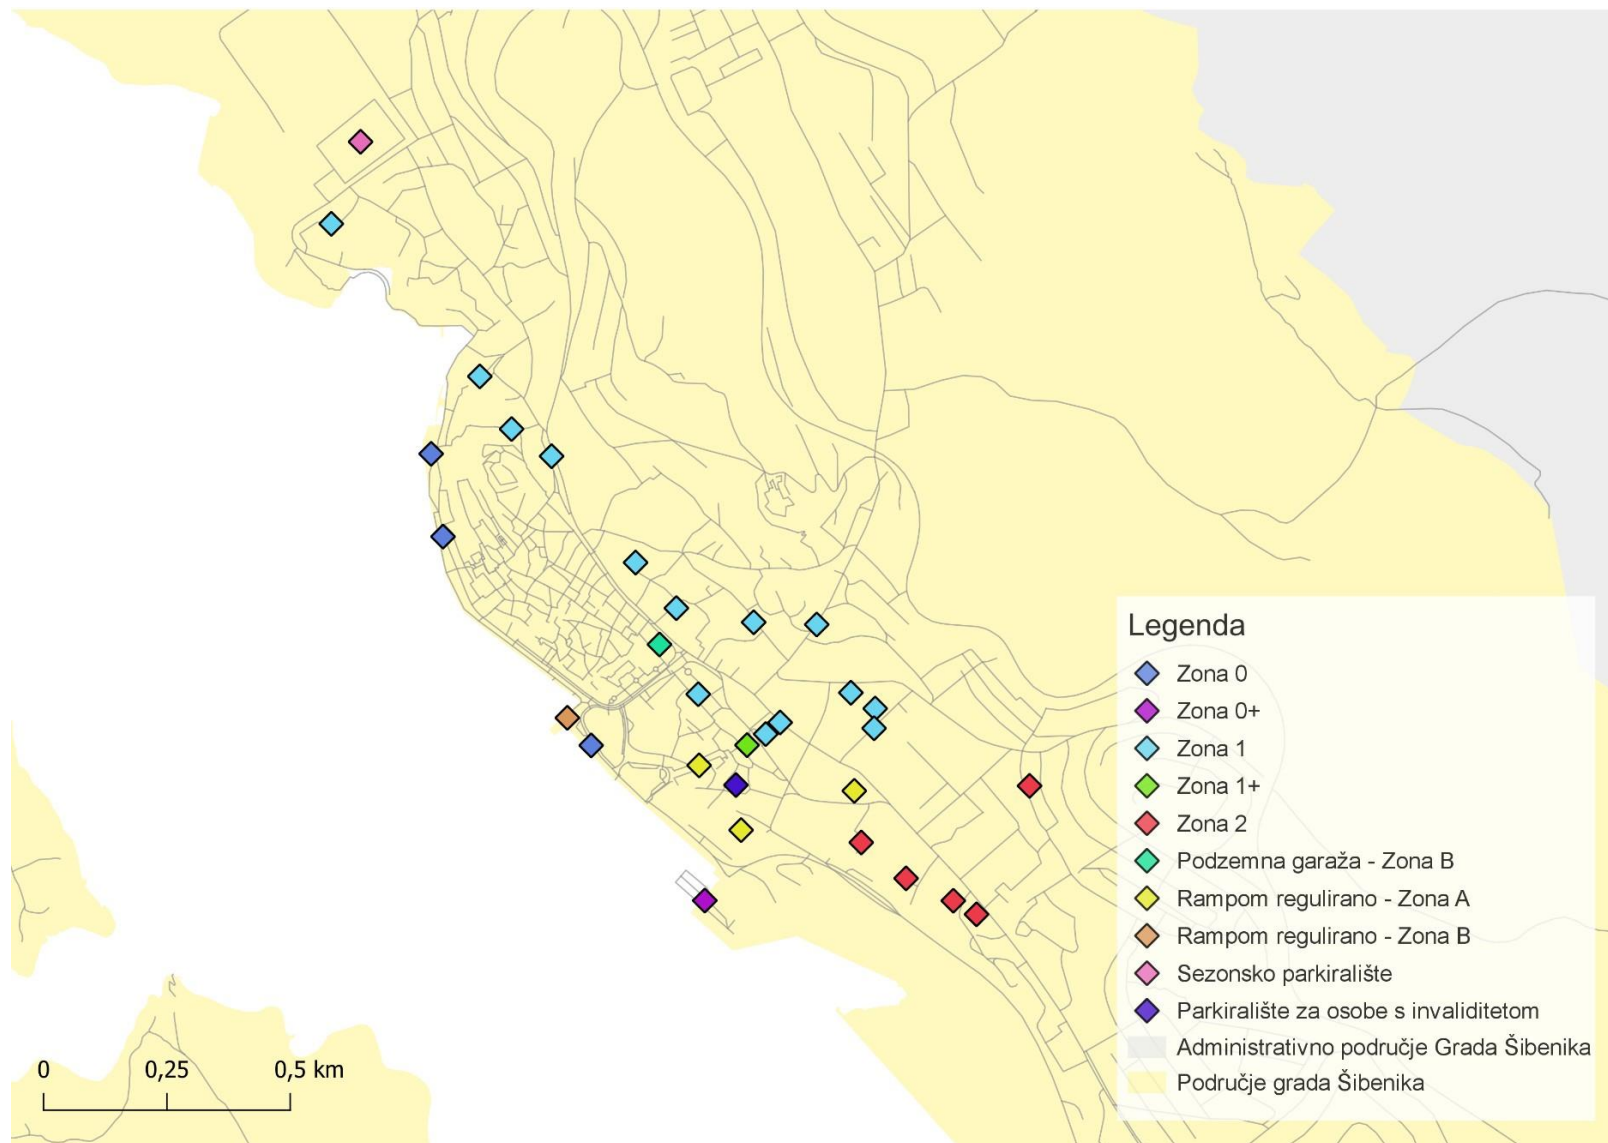 Legenda
Zona 0
Zona 0+
Zona 1
Zona 1+
Zona 2
Podzemna garaža - Zona B
Rampom regulirano - Zona A
Rampom regulirano - Zona B
Sezonsko parkiralište
Parkiralište za osobe s invaliditetom
Administrativno područje Grada Šibenika
Područje grada Šibenika
0 0,25 0,5 km